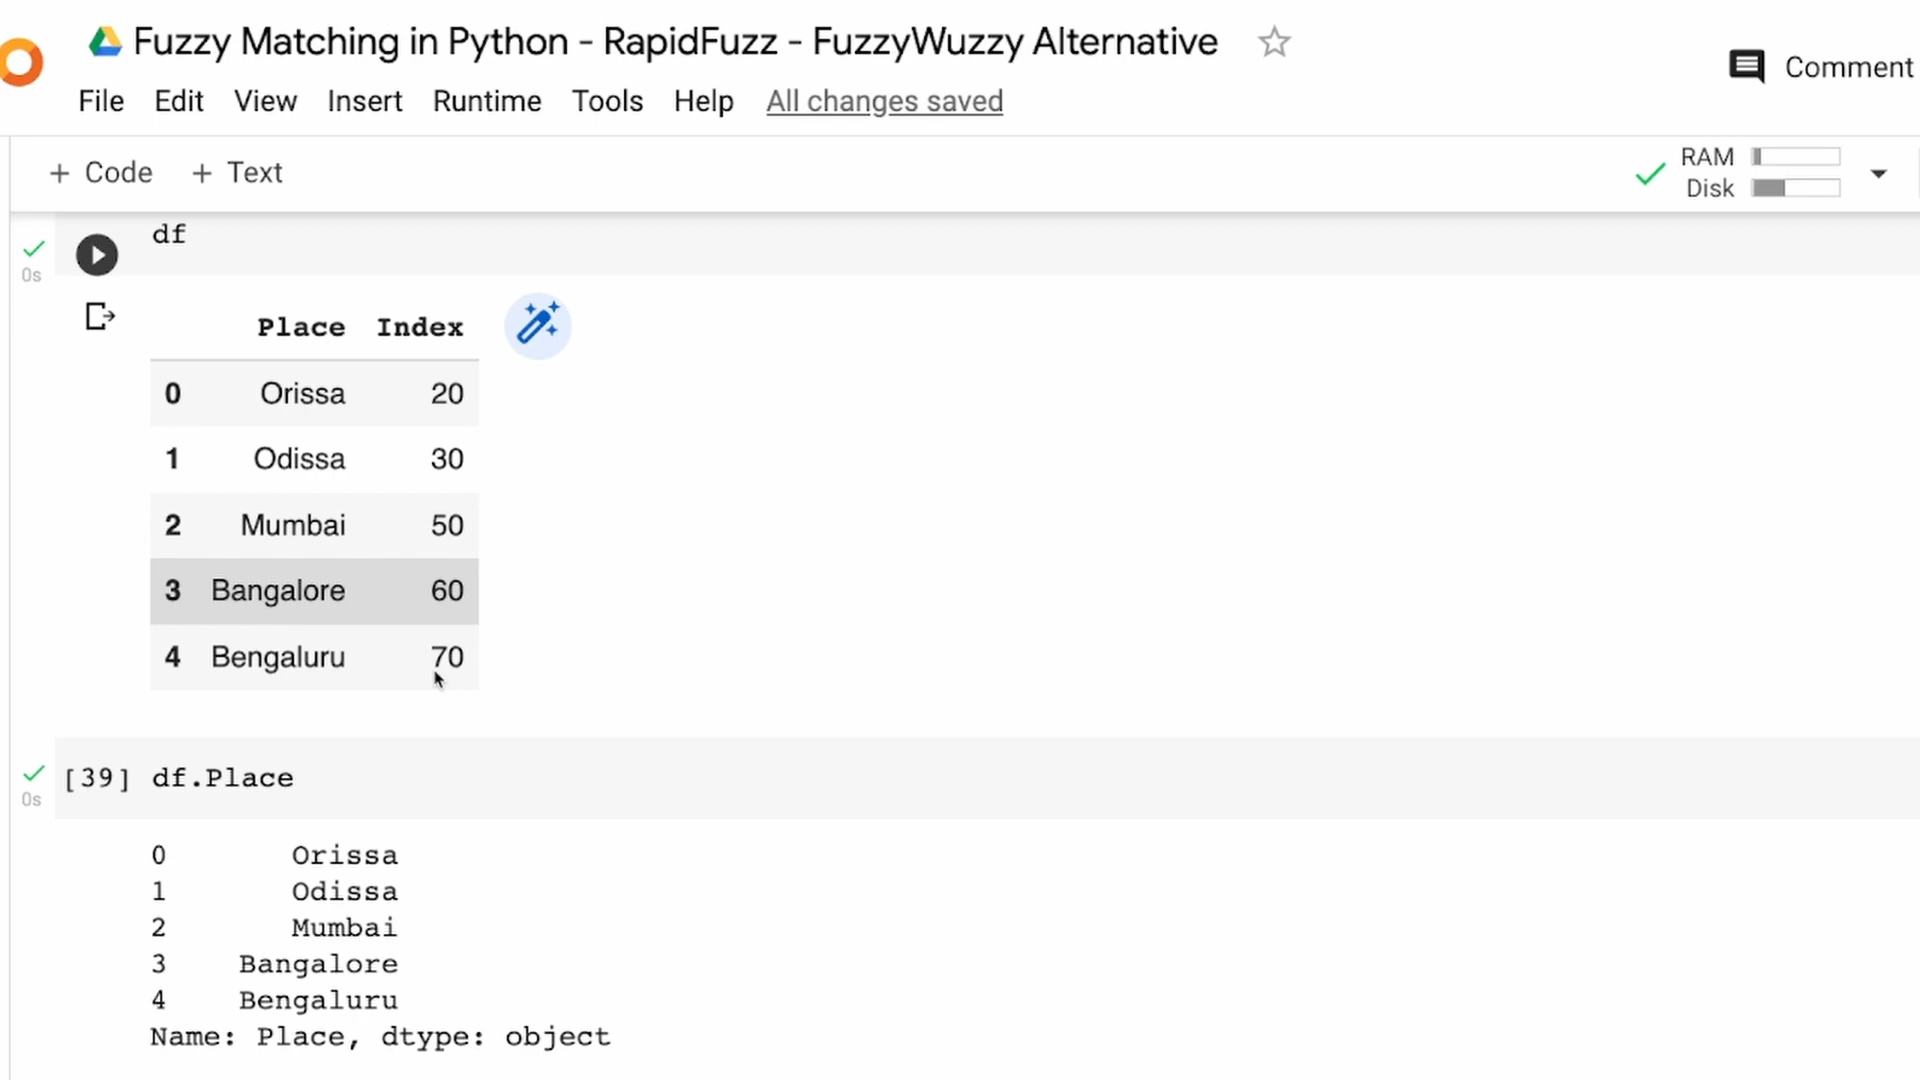 Fuzzy Matching in Python - RapidFuzz - FuzzyWuzzy Alternative
Comment
File Edit View Insert Runtime Tools Help All changes saved
+ Code + Text
RAM
Disk
df
0s
Place Index
0 Orissa 20
1 Odissa 30
2 Mumbai 50
3 Bangalore 60
4 Bengaluru 70
[39] df.Place
0s
0 Orissa
1 Odissa
2 Mumbai
3 Bangalore
4 Bengaluru
Name: Place, dtype: object